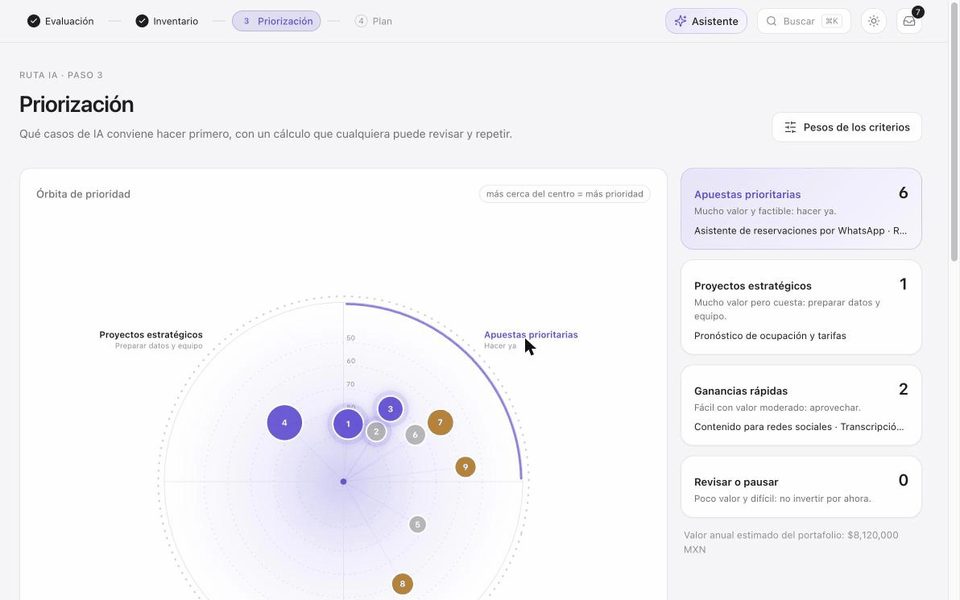 Evaluación
Inventario
3 Priorización
4 Plan
Asistente
Buscar ⌘K
7
RUTA IA · PASO 3
Priorización
Qué casos de IA conviene hacer primero, con un cálculo que cualquiera puede revisar y repetir.
Pesos de los criterios
Órbita de prioridad
más cerca del centro = más prioridad
Proyectos estratégicos
Preparar datos y equipo
Apuestas prioritarias
Hacer ya
50
60
70
4
1
3
2
6
7
9
5
8
Apuestas prioritarias 6
Mucho valor y factible: hacer ya.
Asistente de reservaciones por WhatsApp · R...
Proyectos estratégicos 1
Mucho valor pero cuesta: preparar datos y
equipo.
Pronóstico de ocupación y tarifas
Ganancias rápidas 2
Fácil con valor moderado: aprovechar.
Contenido para redes sociales · Transcripció...
Revisar o pausar 0
Poco valor y difícil: no invertir por ahora.
Valor anual estimado del portafolio: $8,120,000
MXN